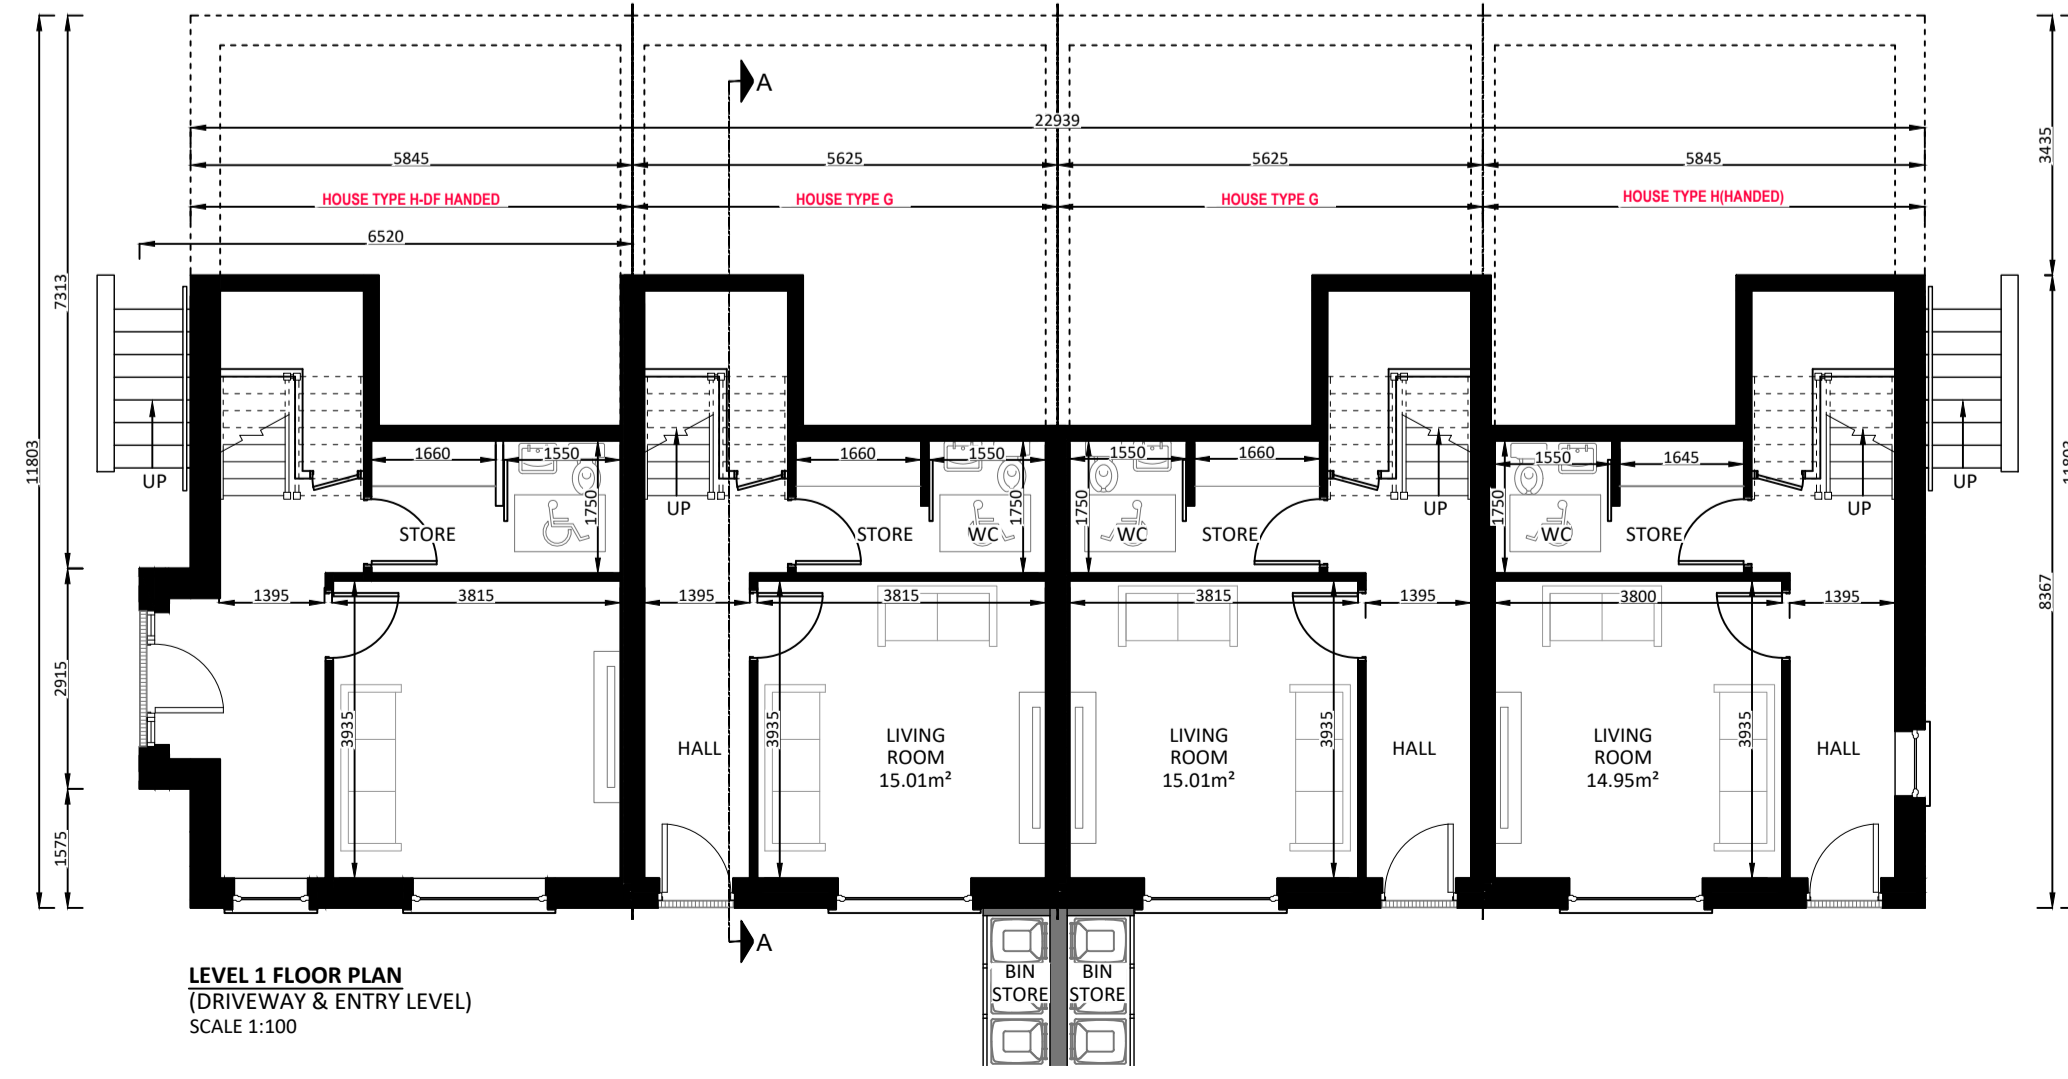 A
22939
5845
5625
5625
5845
3435
HOUSE TYPE H-DF HANDED
HOUSE TYPE G
HOUSE TYPE G
HOUSE TYPE H(HANDED)
6520
7313
11803
UP
1660
1550
1750
STORE
UP
1660
1550
1750
STORE
WC
1550
1660
1750
WC
STORE
UP
1550
1645
1750
WC
STORE
UP
UP
11803
1395
3815
1395
3815
3815
1395
3800
1395
8367
2915
3935
HALL
3935
LIVING
ROOM
15.01m²
LIVING
ROOM
15.01m²
3935
HALL
LIVING
ROOM
14.95m²
3935
HALL
1575
A
BIN
STORE
BIN
STORE
LEVEL 1 FLOOR PLAN
(DRIVEWAY & ENTRY LEVEL)
SCALE 1:100